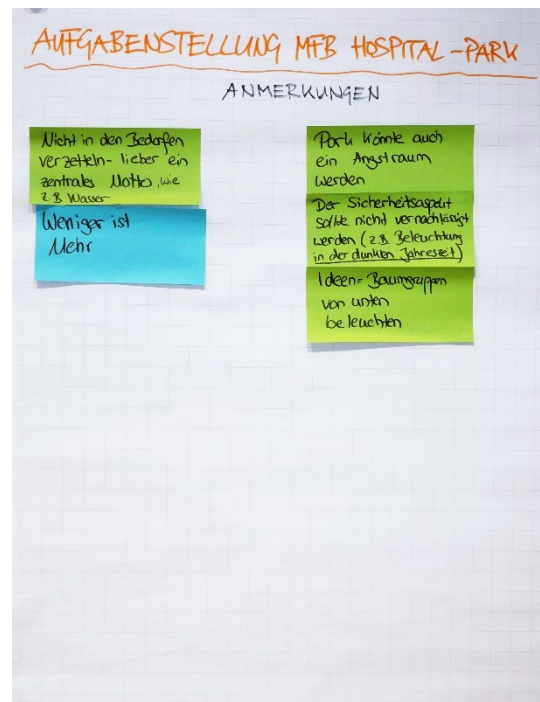 AUFGABENSTELLUNG MFB HOSPITAL-PARK
ANMERKUNGEN
Nicht in den Bedarfen
verzetteln - lieber ein
zentrales Motto, wie
z.B. Wasser
Weniger ist
Mehr
Park könnte auch
ein Angstraum
werden
Der Sicherheitsaspekt
sollte nicht vernachlässigt
werden (z.B. Beleuchtung
in der dunklen Jahreszeit)
Ideen = Baumgruppen
von unten
beleuchten